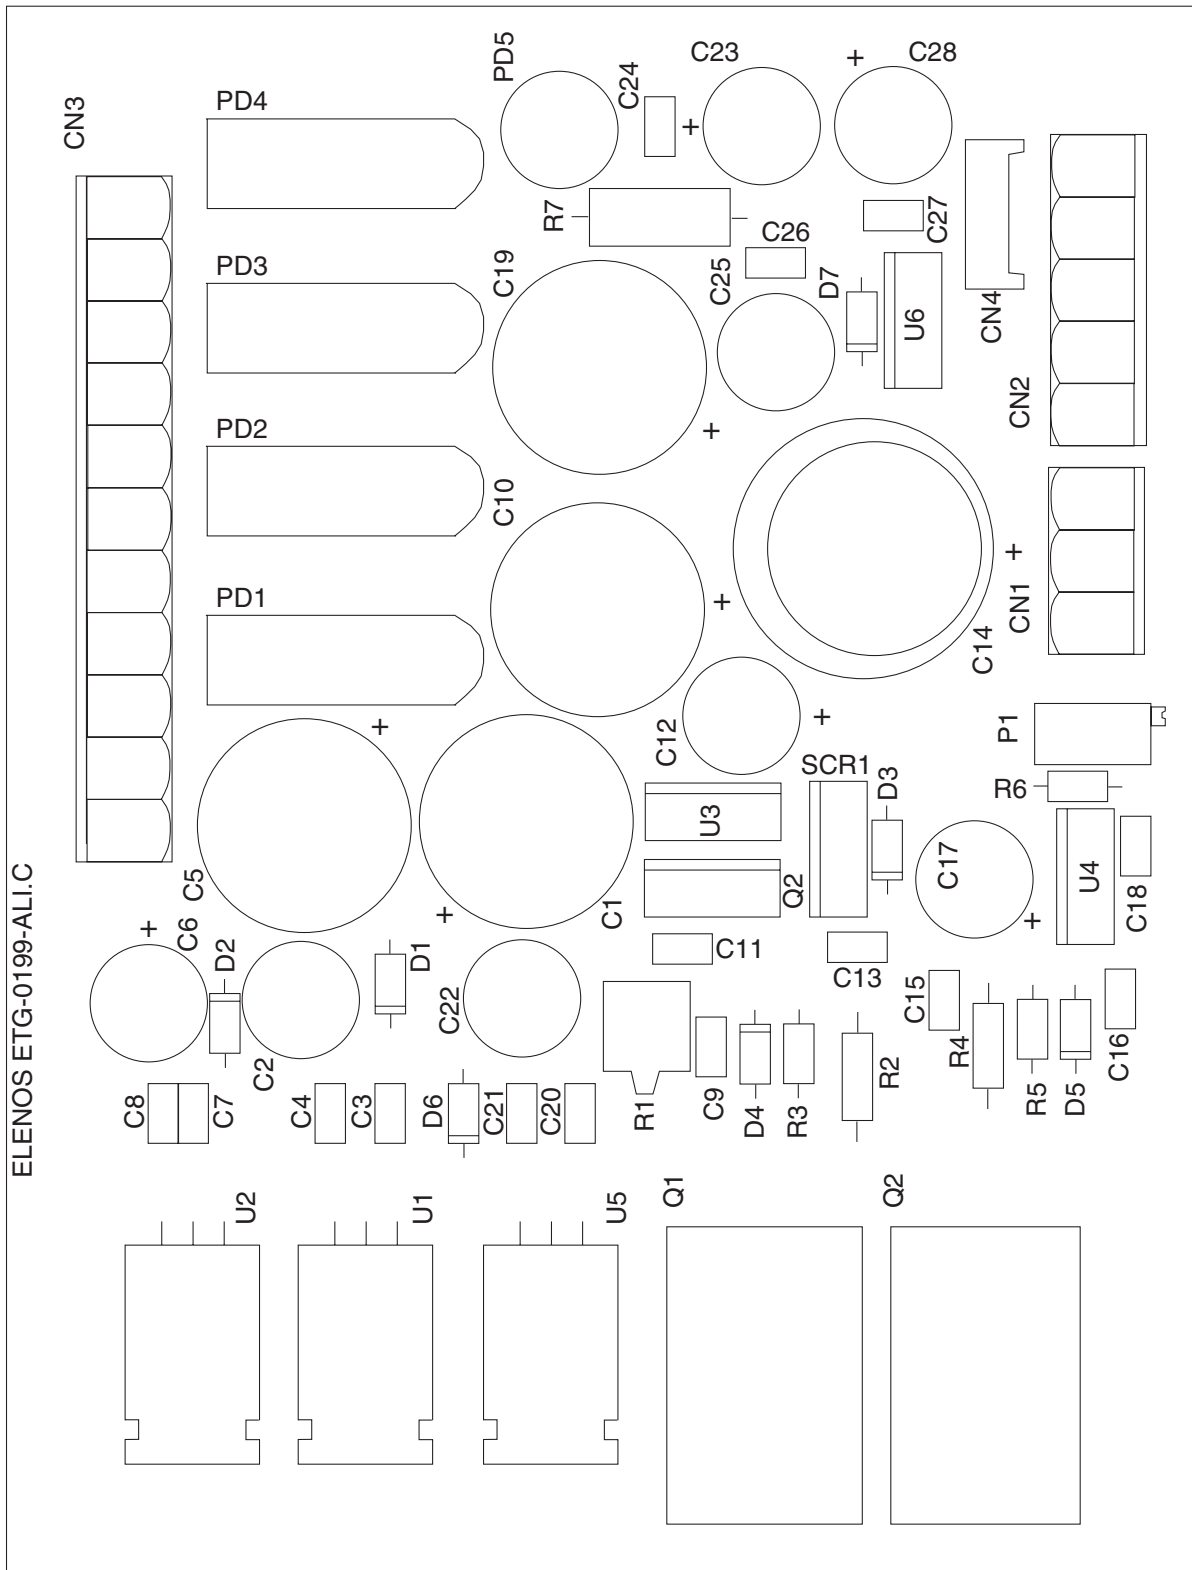 PD5
C24
C23
+
C28
CN3
PD4
+
R7
C27
C26
PD3
C19
C25
D7
U6
CN4
CN2
+
PD2
C10
+
PD1
+
C14
CN1
C12
+
+
P1
SCR1
D3
R6
U3
C5
C17
U4
C1
Q2
C18
+
+
ELENOS ETG-0199-ALI.C
+
C6
D2
D1
C11
C22
C13
C15
C2
R4
C16
C8
C7
C4
C3
D6
C21
C20
R1
C9
D4
R3
R2
R5
D5
U2
U1
U5
Q1
Q2